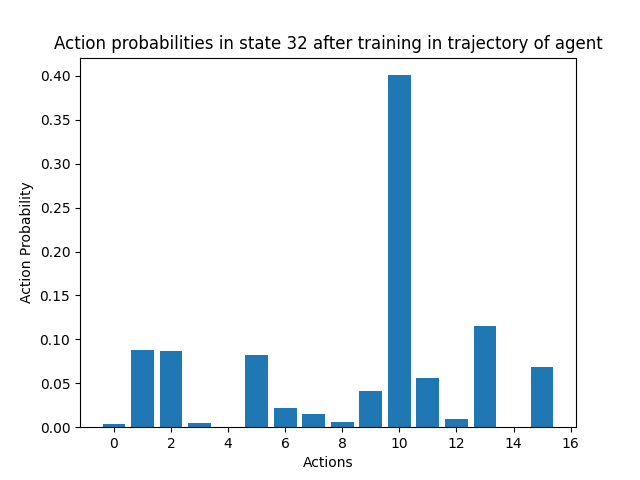 Action probabilities in state 32 after training in trajectory of agent
0.40
0.35
0.30
0.25
0.20
0.15
0.10
0.05
0.00
Action Probability
0 2 4 6 8 10 12 14 16
Actions